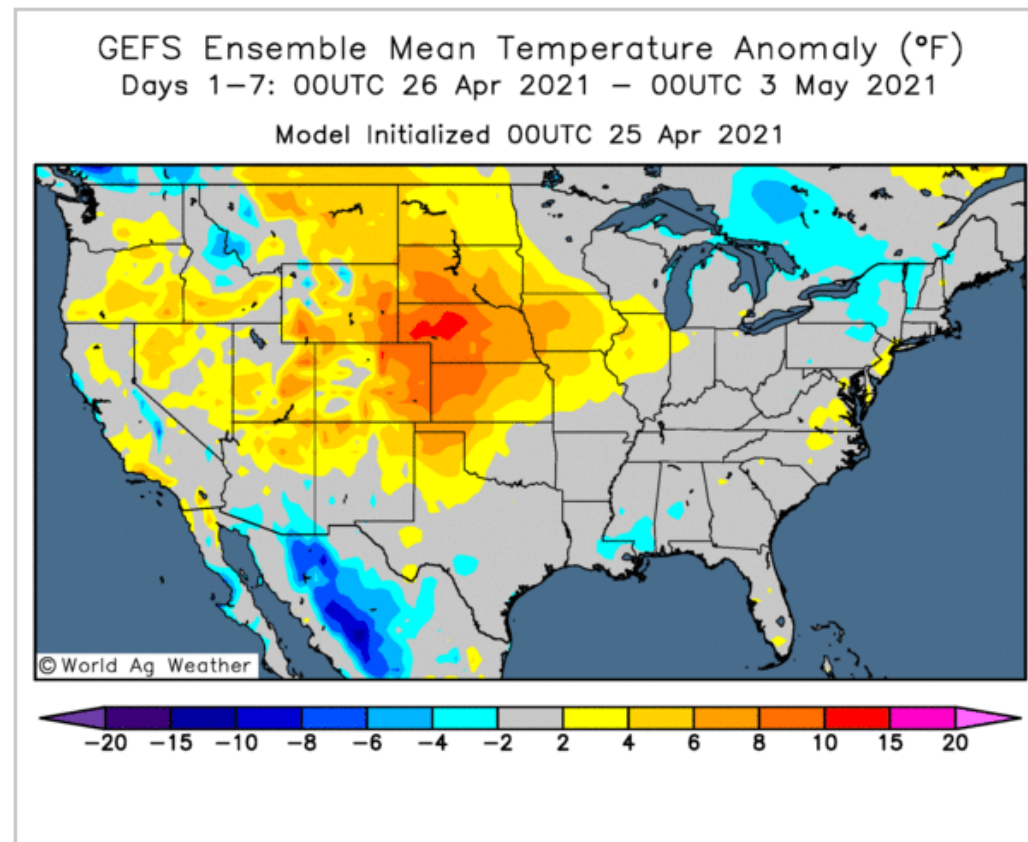 GEFS Ensemble Mean Temperature Anomaly (°F)
Days 1-7: 00UTC 26 Apr 2021 - 00UTC 3 May 2021
Model Initialized 00UTC 25 Apr 2021
© World Ag Weather
-20 -15 -10 -8 -6 -4 -2 2 4 6 8 10 15 20